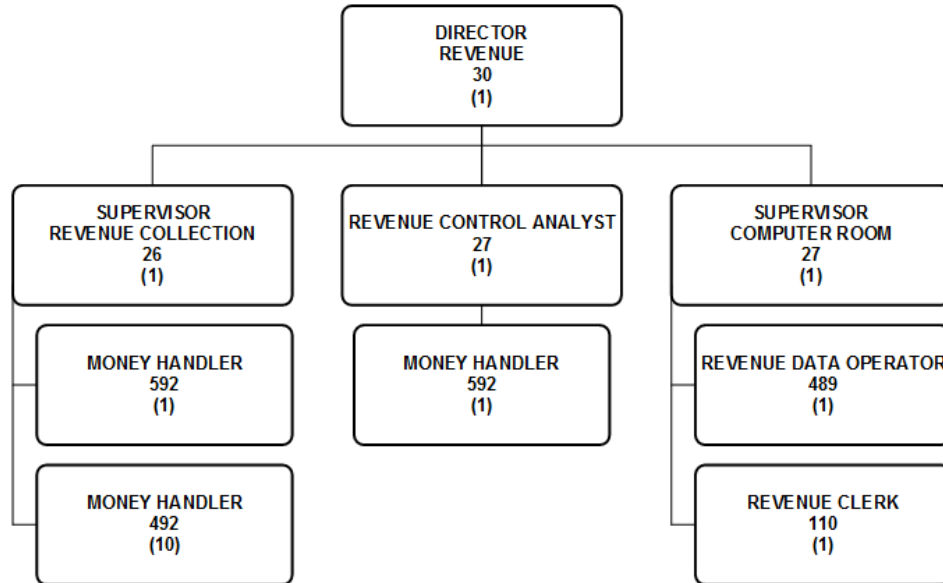 DIRECTOR
REVENUE
30
(1)
SUPERVISOR
REVENUE COLLECTION
26
(1)
REVENUE CONTROL ANALYST
27
(1)
SUPERVISOR
COMPUTER ROOM
27
(1)
MONEY HANDLER
592
(1)
MONEY HANDLER
592
(1)
REVENUE DATA OPERATOR
489
(1)
MONEY HANDLER
492
(10)
REVENUE CLERK
110
(1)